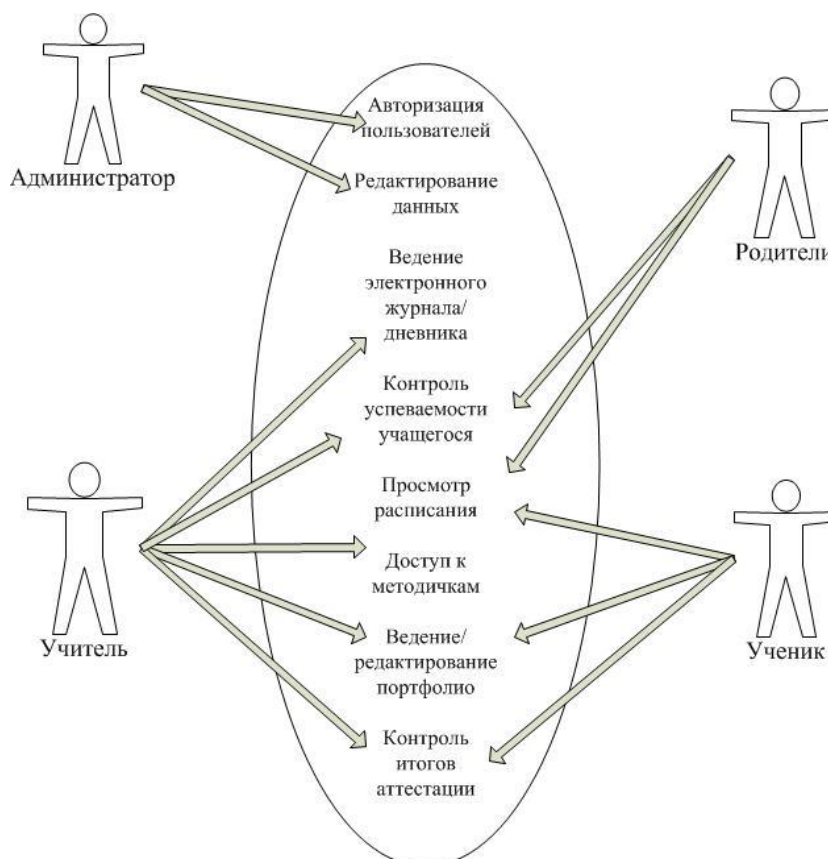 Авторизация
пользователей
Администратор
Редактирование
данных
Родители
Ведение
электронного
журнала/
дневника
Контроль
успеваемости
учащегося
Просмотр
расписания
Доступ к
методичкам
Учитель
Ученик
Ведение/
редактирование
портфолио
Контроль
итогов
аттестации